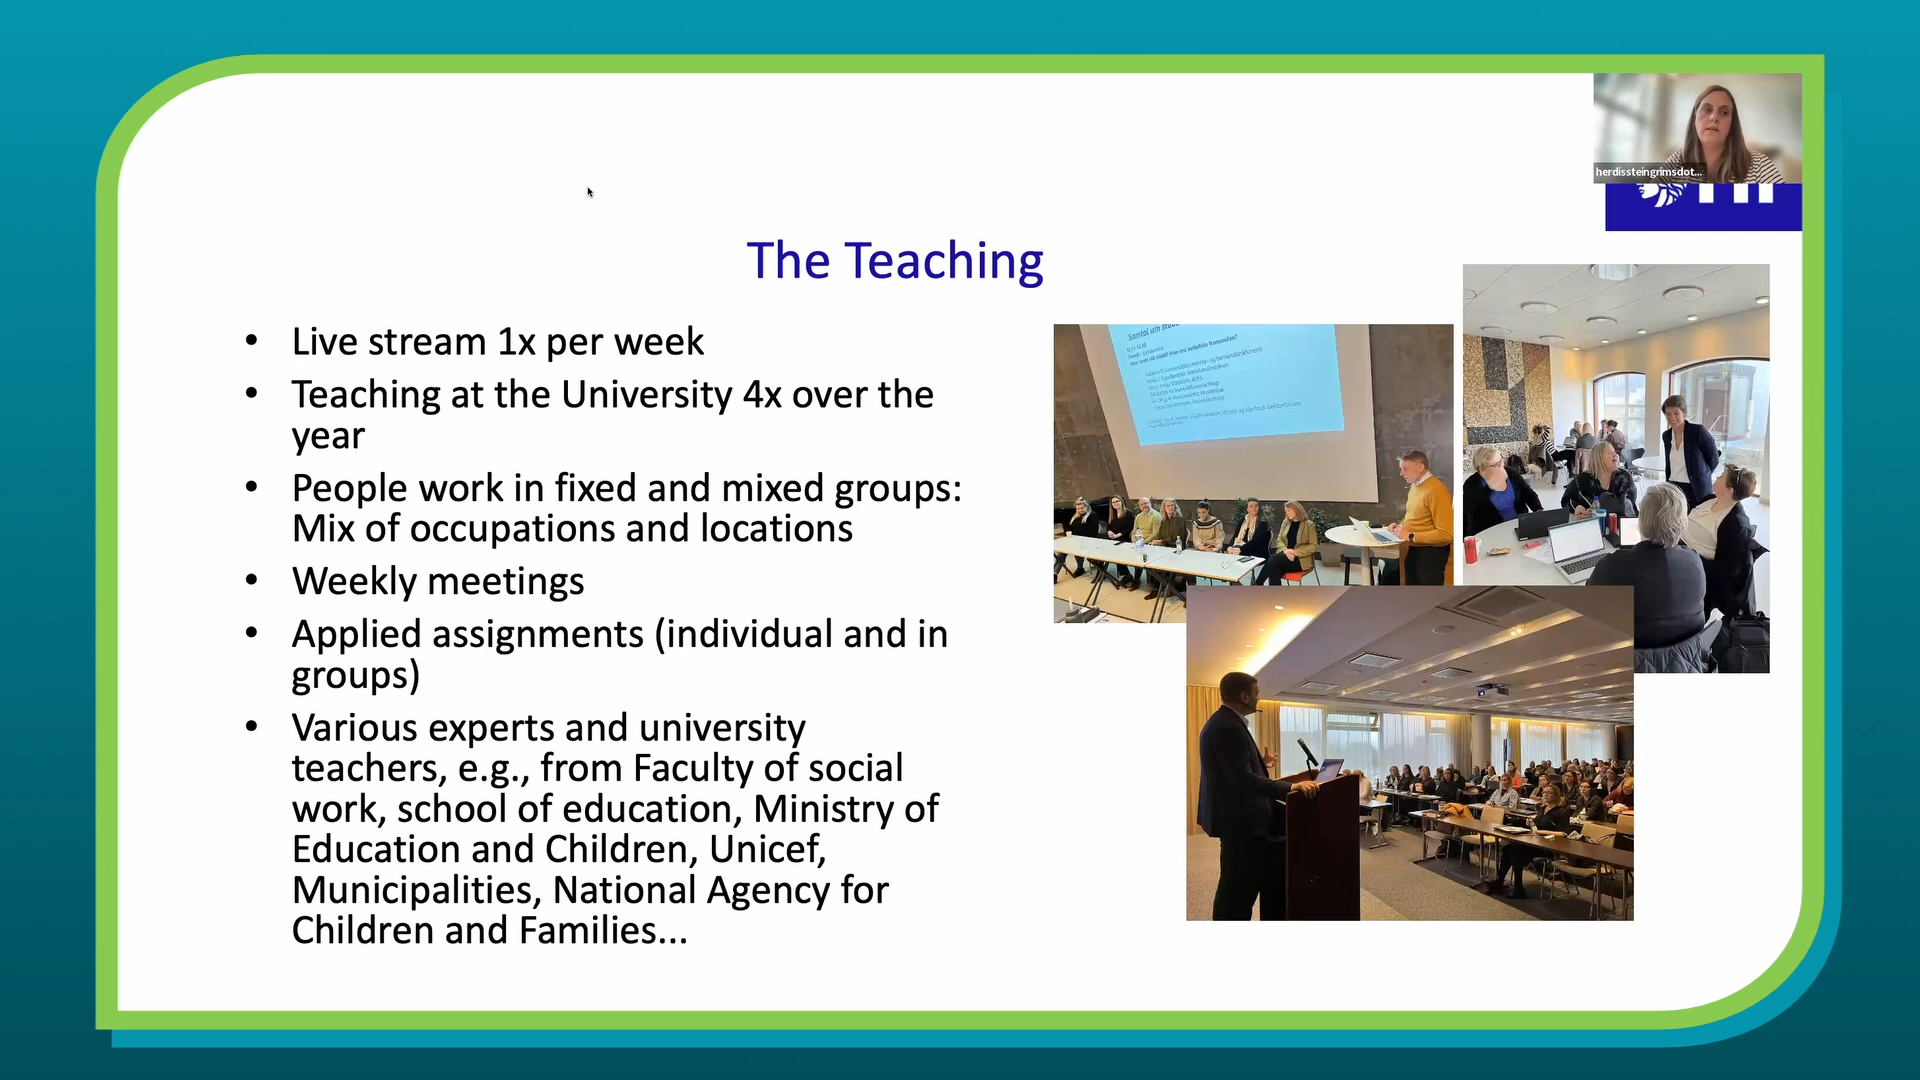 herdissteingrimsdot...
The Teaching
• Live stream 1x per week
• Teaching at the University 4x over the
year
• People work in fixed and mixed groups:
Mix of occupations and locations
• Weekly meetings
• Applied assignments (individual and in
groups)
• Various experts and university
teachers, e.g., from Faculty of social
work, school of education, Ministry of
Education and Children, Unicef,
Municipalities, National Agency for
Children and Families...
Samtal um